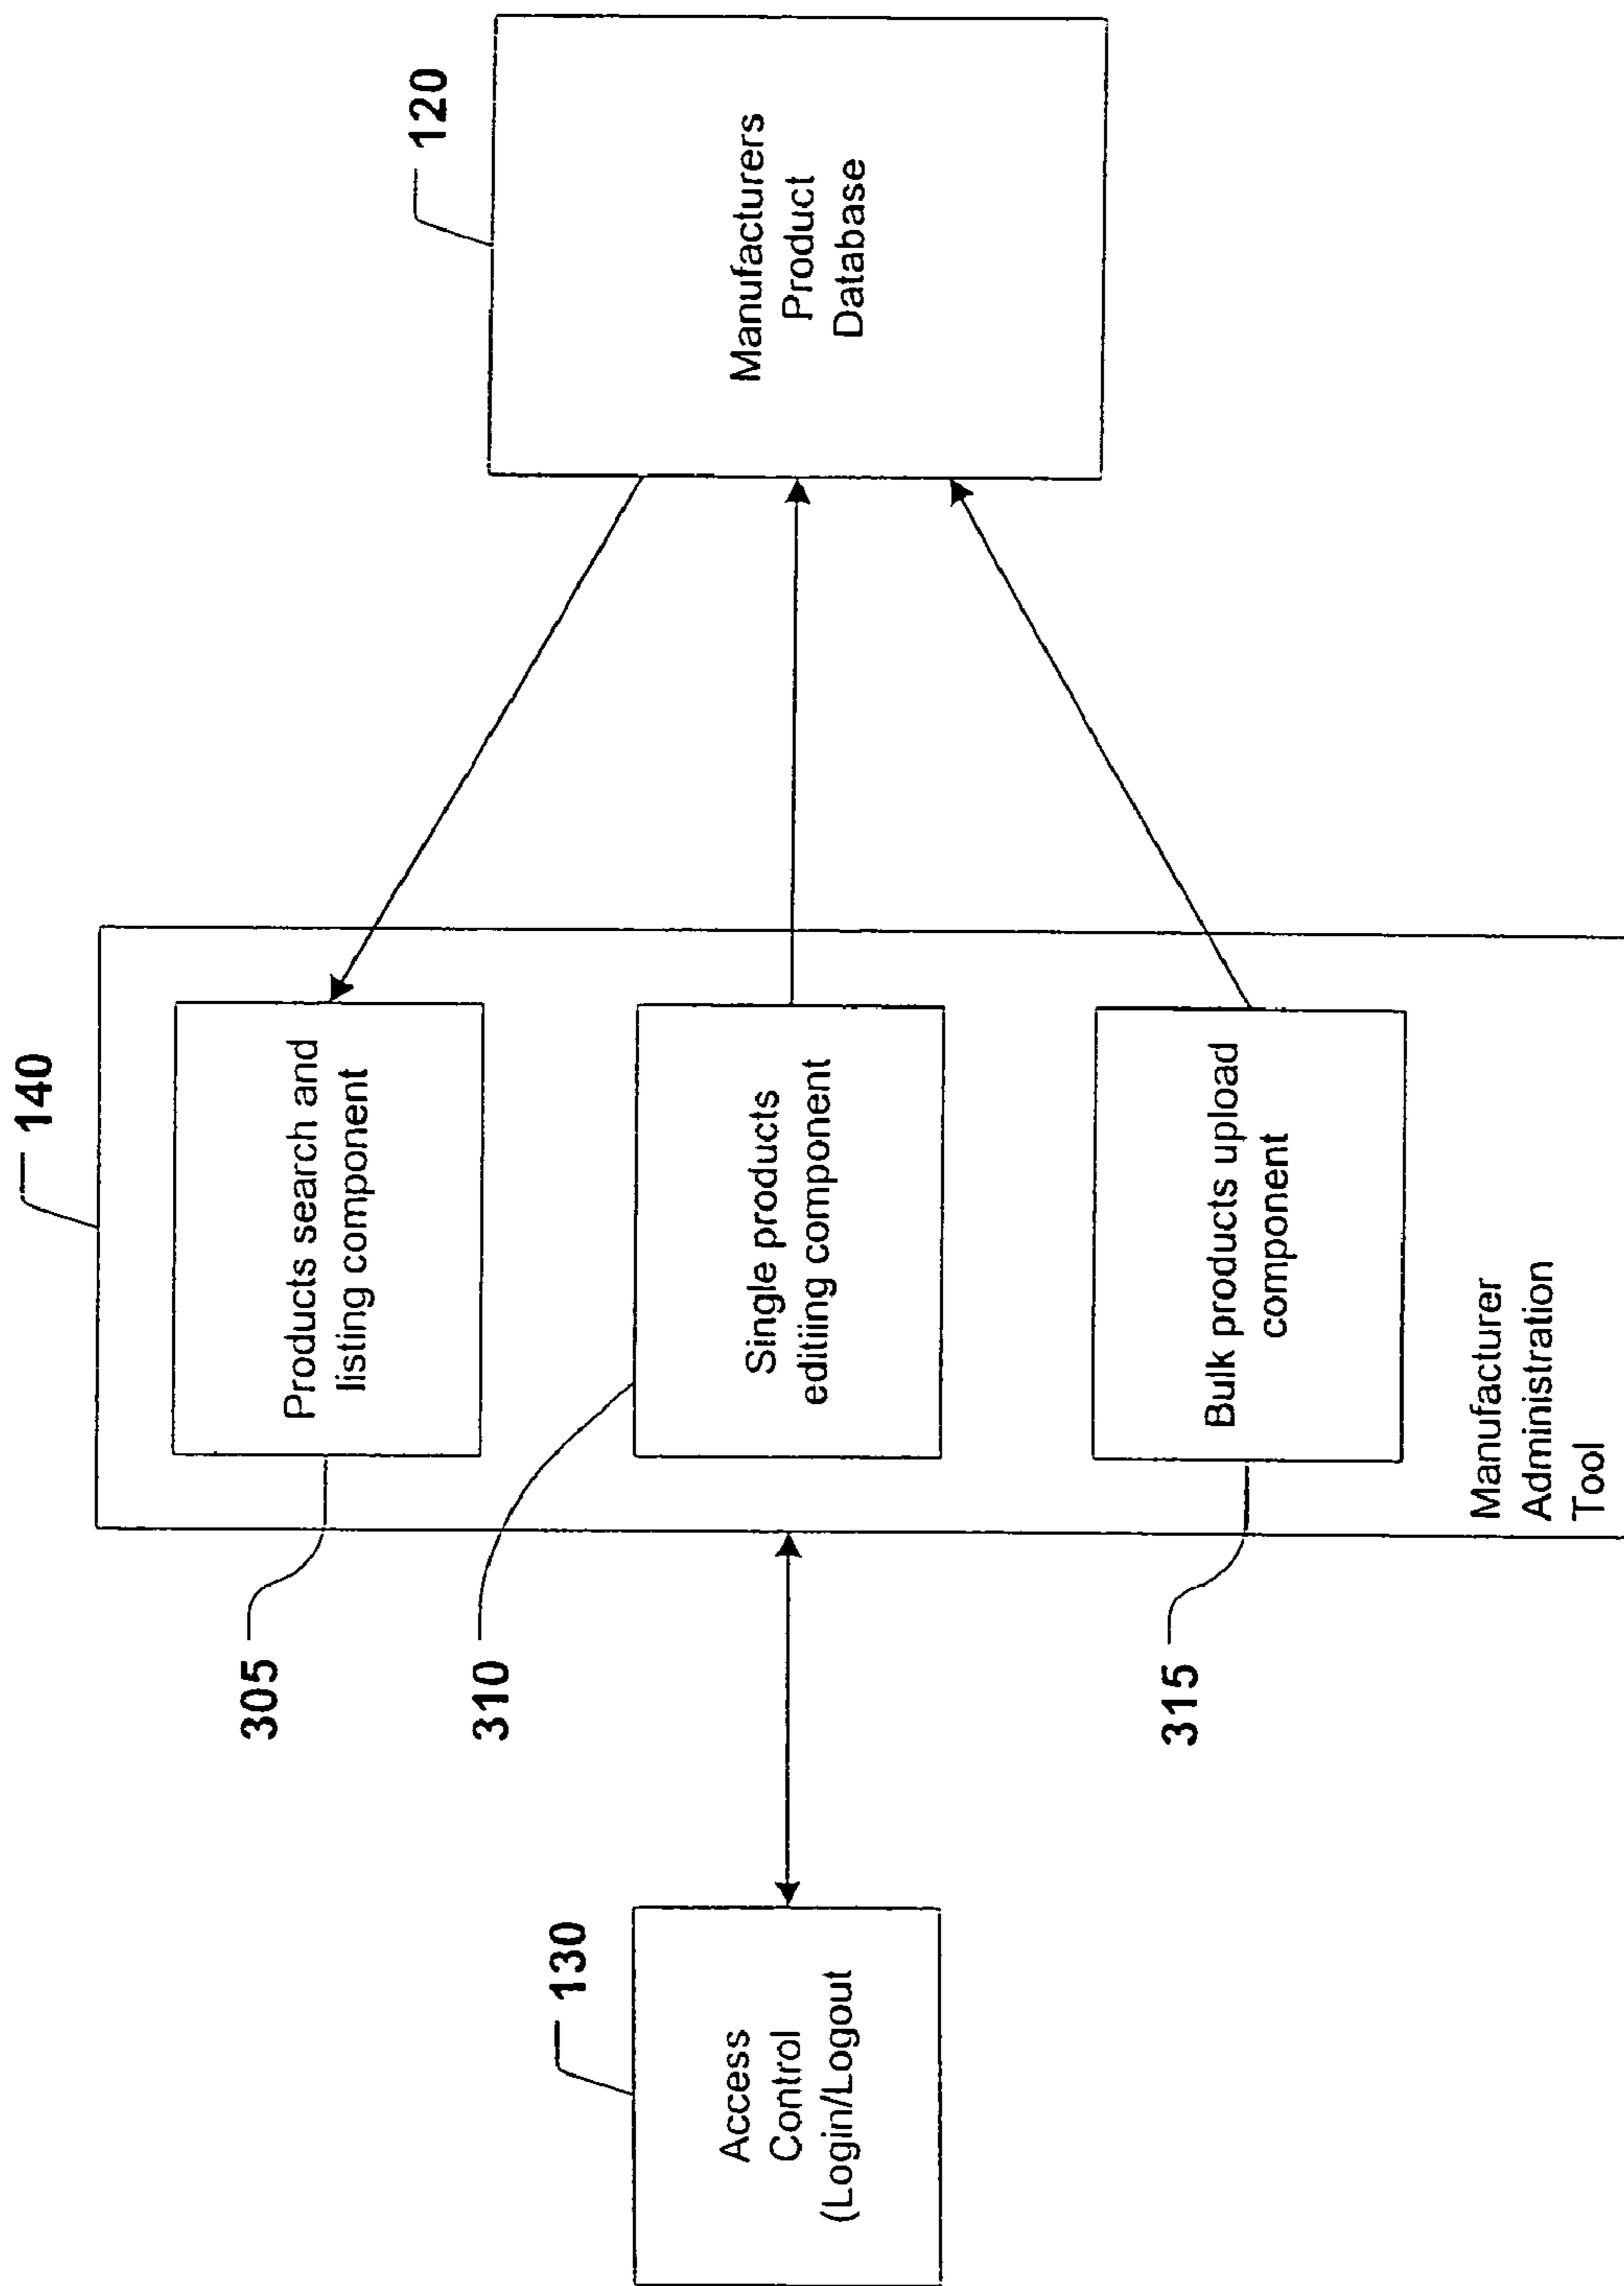 130
Access
Control
(Login/Logout
140
305
Products search and
listing component
310
Single products
editiing component
315
Bulk products upload
component
Manufacturer
Administration
Tool
120
Manufacturers
Product
Database